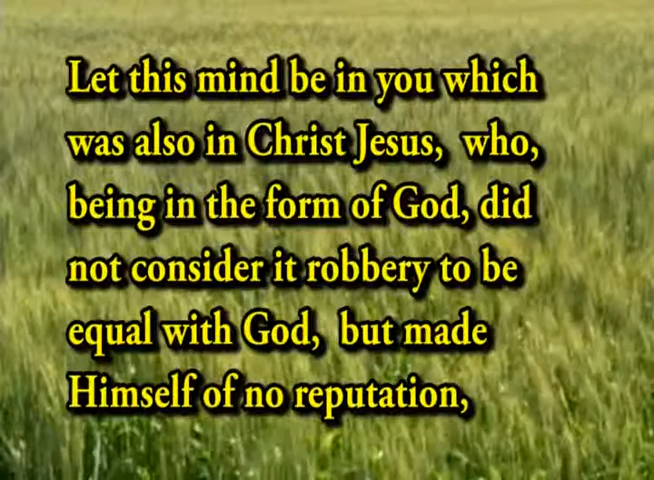 Let this mind be in you which
was also in Christ Jesus, who,
being in the form of God, did
not consider it robbery to be
equal with God, but made
Himself of no reputation,